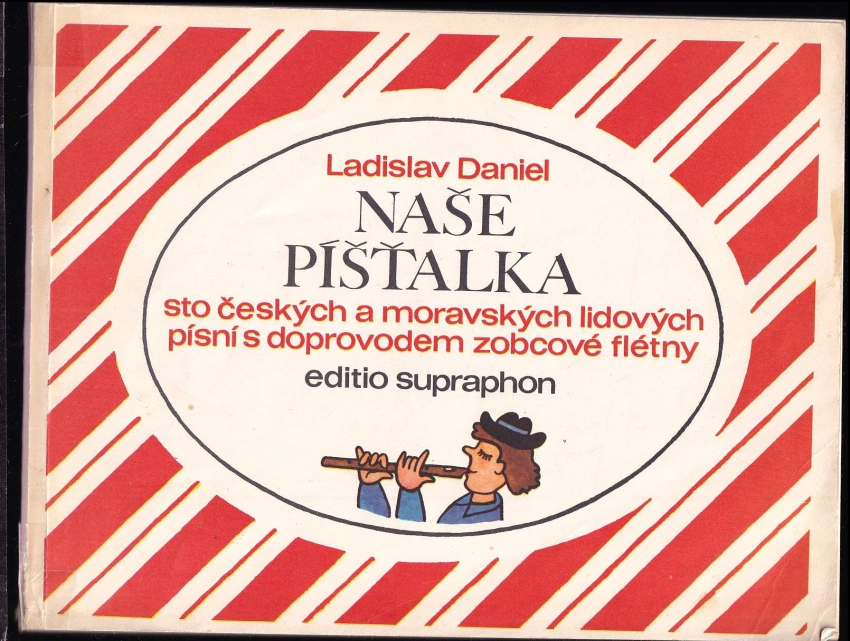 Ladislav Daniel
NAŠE
PÍŠŤALKA
sto českých a moravských lidových
písní s doprovodem zobcové flétny
editio supraphon